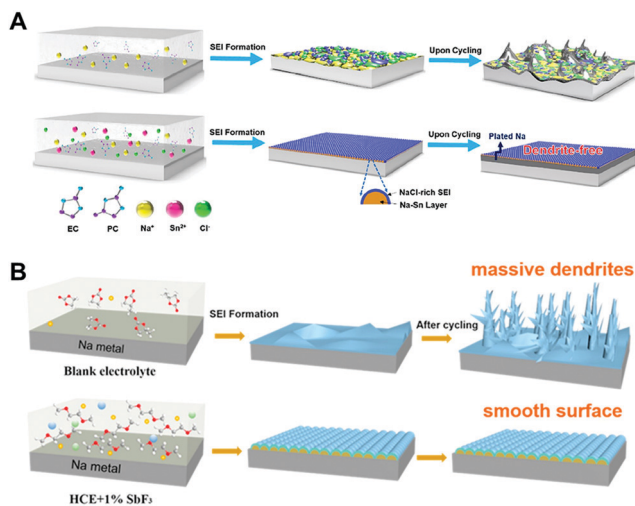 A
SEI Formation
Upon Cycling
SEI Formation
Upon Cycling
Plated Na
Dendrite-free
NaCl-rich SEI
Na-Sn Layer
EC
PC
Na⁺
Sn²⁺
Cl⁻
B
massive dendrites
SEI Formation
After cycling
Na metal
Blank electrolyte
smooth surface
Na metal
HCE+1% SbF₃